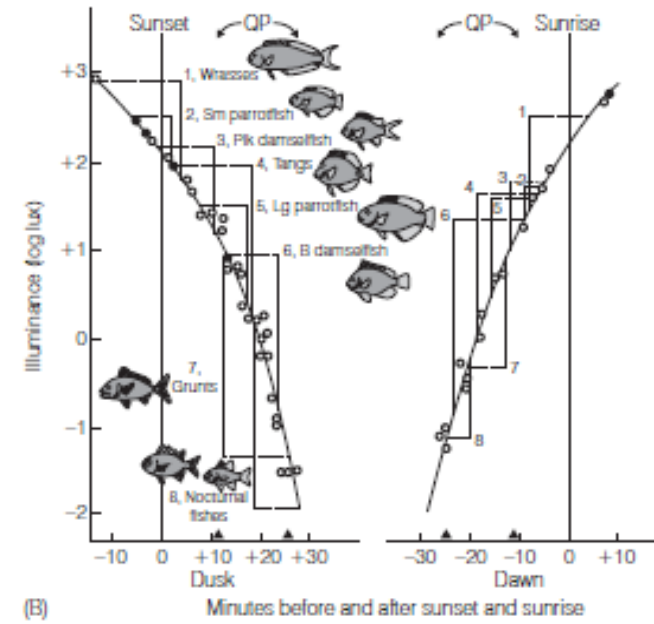 Sunset
QP
QP
Sunrise
Illuminance (log lux)
+3
+2
+1
0
−1
−2
1, Wrasses
2, Sm parrotfish
3, Plk damselfish
4, Tangs
5, Lg parrotfish
6, B damselfish
7,
Grunts
8, Nocturnal
fishes
1
2
3
4
5
6
7
8
−10
0
+10
+20
+30
Dusk
−30
−20
−10
0
+10
Dawn
(B)
Minutes before and after sunset and sunrise